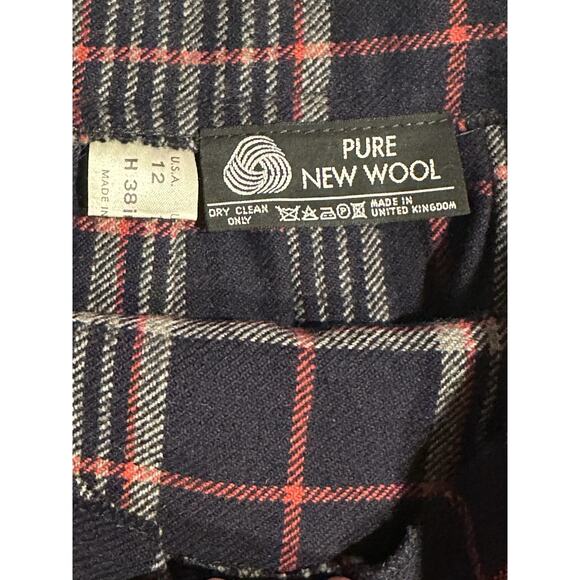 U.S.A.
12
H 38 i
MADE IN
PURE
NEW WOOL
DRY CLEAN
ONLY
MADE IN
UNITED KINGDOM